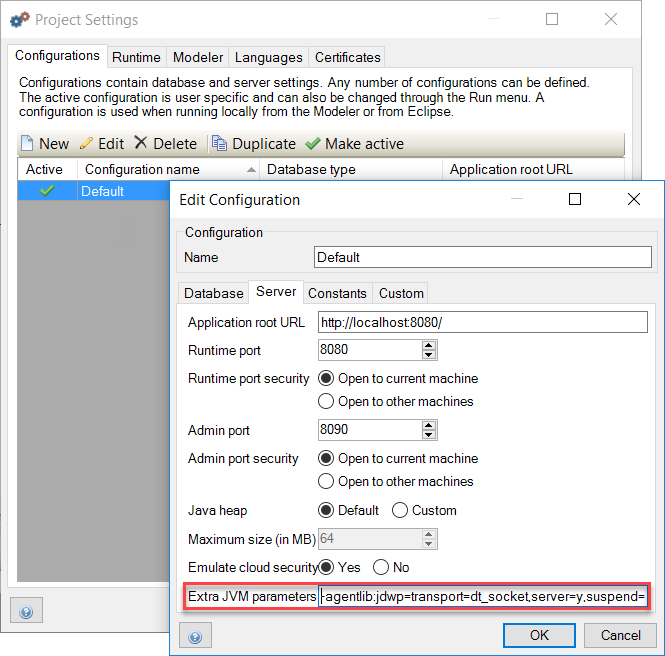 Project Settings
Configurations Runtime Modeler Languages Certificates
Configurations contain database and server settings. Any number of configurations can be defined.
The active configuration is user specific and can also be changed through the Run menu. A
configuration is used when running locally from the Modeler or from Eclipse.
New Edit Delete Duplicate Make active
Active Configuration name Database type Application root URL
Default
Edit Configuration
Configuration
Name Default
Database Server Constants Custom
Application root URL http://localhost:8080/
Runtime port 8080
Runtime port security Open to current machine
Open to other machines
Admin port 8090
Admin port security Open to current machine
Open to other machines
Java heap Default Custom
Maximum size (in MB) 64
Emulate cloud security Yes No
Extra JVM parameters -agentlib:jdwp=transport=dt_socket,server=y,suspend=
OK Cancel